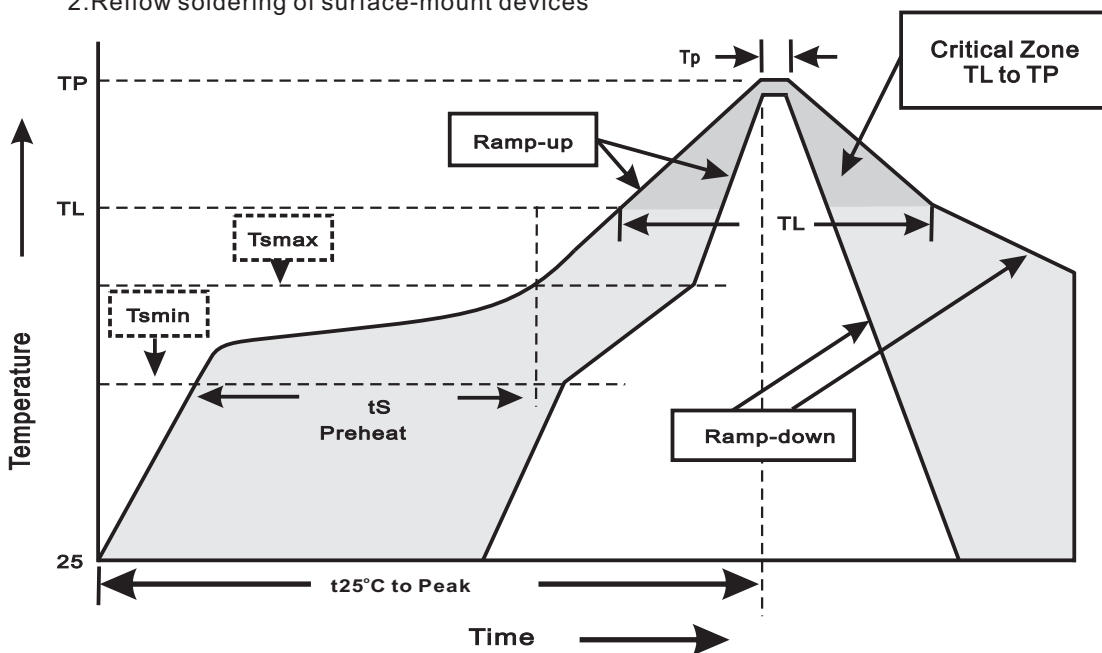 2.Reflow soldering of surface-mount devices
Tp
Critical Zone
TL to TP
TP
Ramp-up
TL
TL
Tsmax
Tsmin
Temperature
tS
Preheat
Ramp-down
25
t25°C to Peak
Time